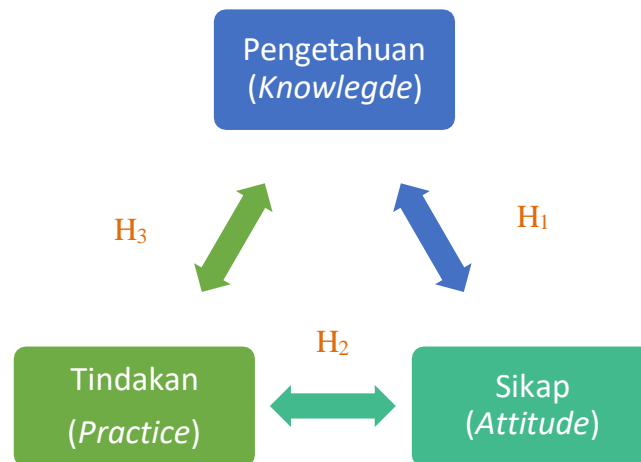 Pengetahuan
(Knowlegde)
H₃
H₁
H₂
Tindakan
(Practice)
Sikap
(Attitude)